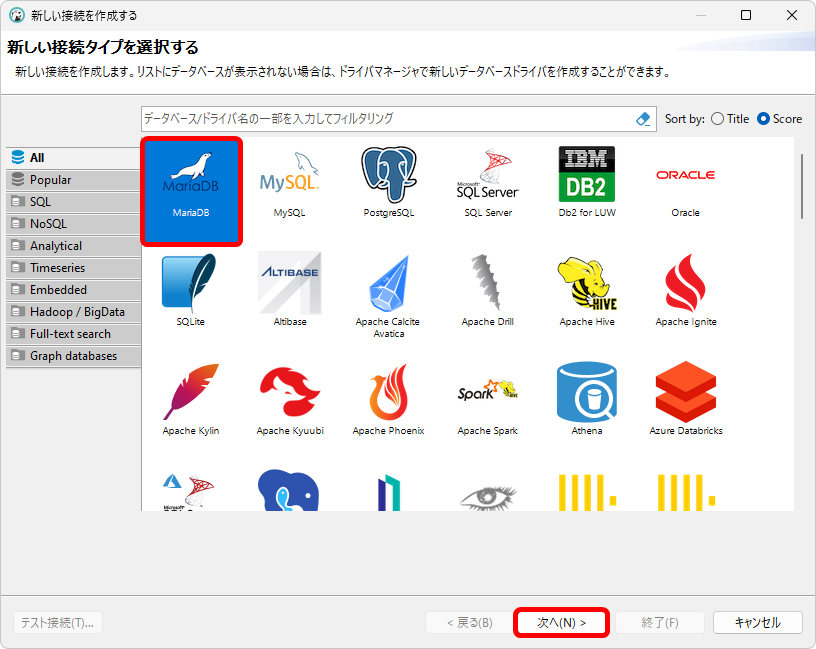 新しい接続を作成する
新しい接続タイプを選択する
新しい接続を作成します。リストにデータベースが表示されない場合は、ドライバマネージャで新しいデータベースドライバを作成することができます。
データベース/ドライバ名の一部を入力してフィルタリング
Sort by: Title Score
All
Popular
SQL
NoSQL
Analytical
Timeseries
Embedded
Hadoop / BigData
Full-text search
Graph databases
MariaDB
MySQL
Microsoft
SQL Server
IBM
DB2
ORACLE
MariaDB
MySQL
PostgreSQL
SQL Server
Db2 for LUW
Oracle
ALTIBASE
HIVE
SQLite
Altibase
Apache Calcite
Avatica
Apache Drill
Apache Hive
Apache Ignite
Spark
HIVE
Apache Kylin
Apache Kyuubi
Apache Phoenix
Apache Spark
Athena
Azure Databricks
Microsoft
テスト接続(T)...
< 戻る(B)
次へ(N) >
終了(F)
キャンセル